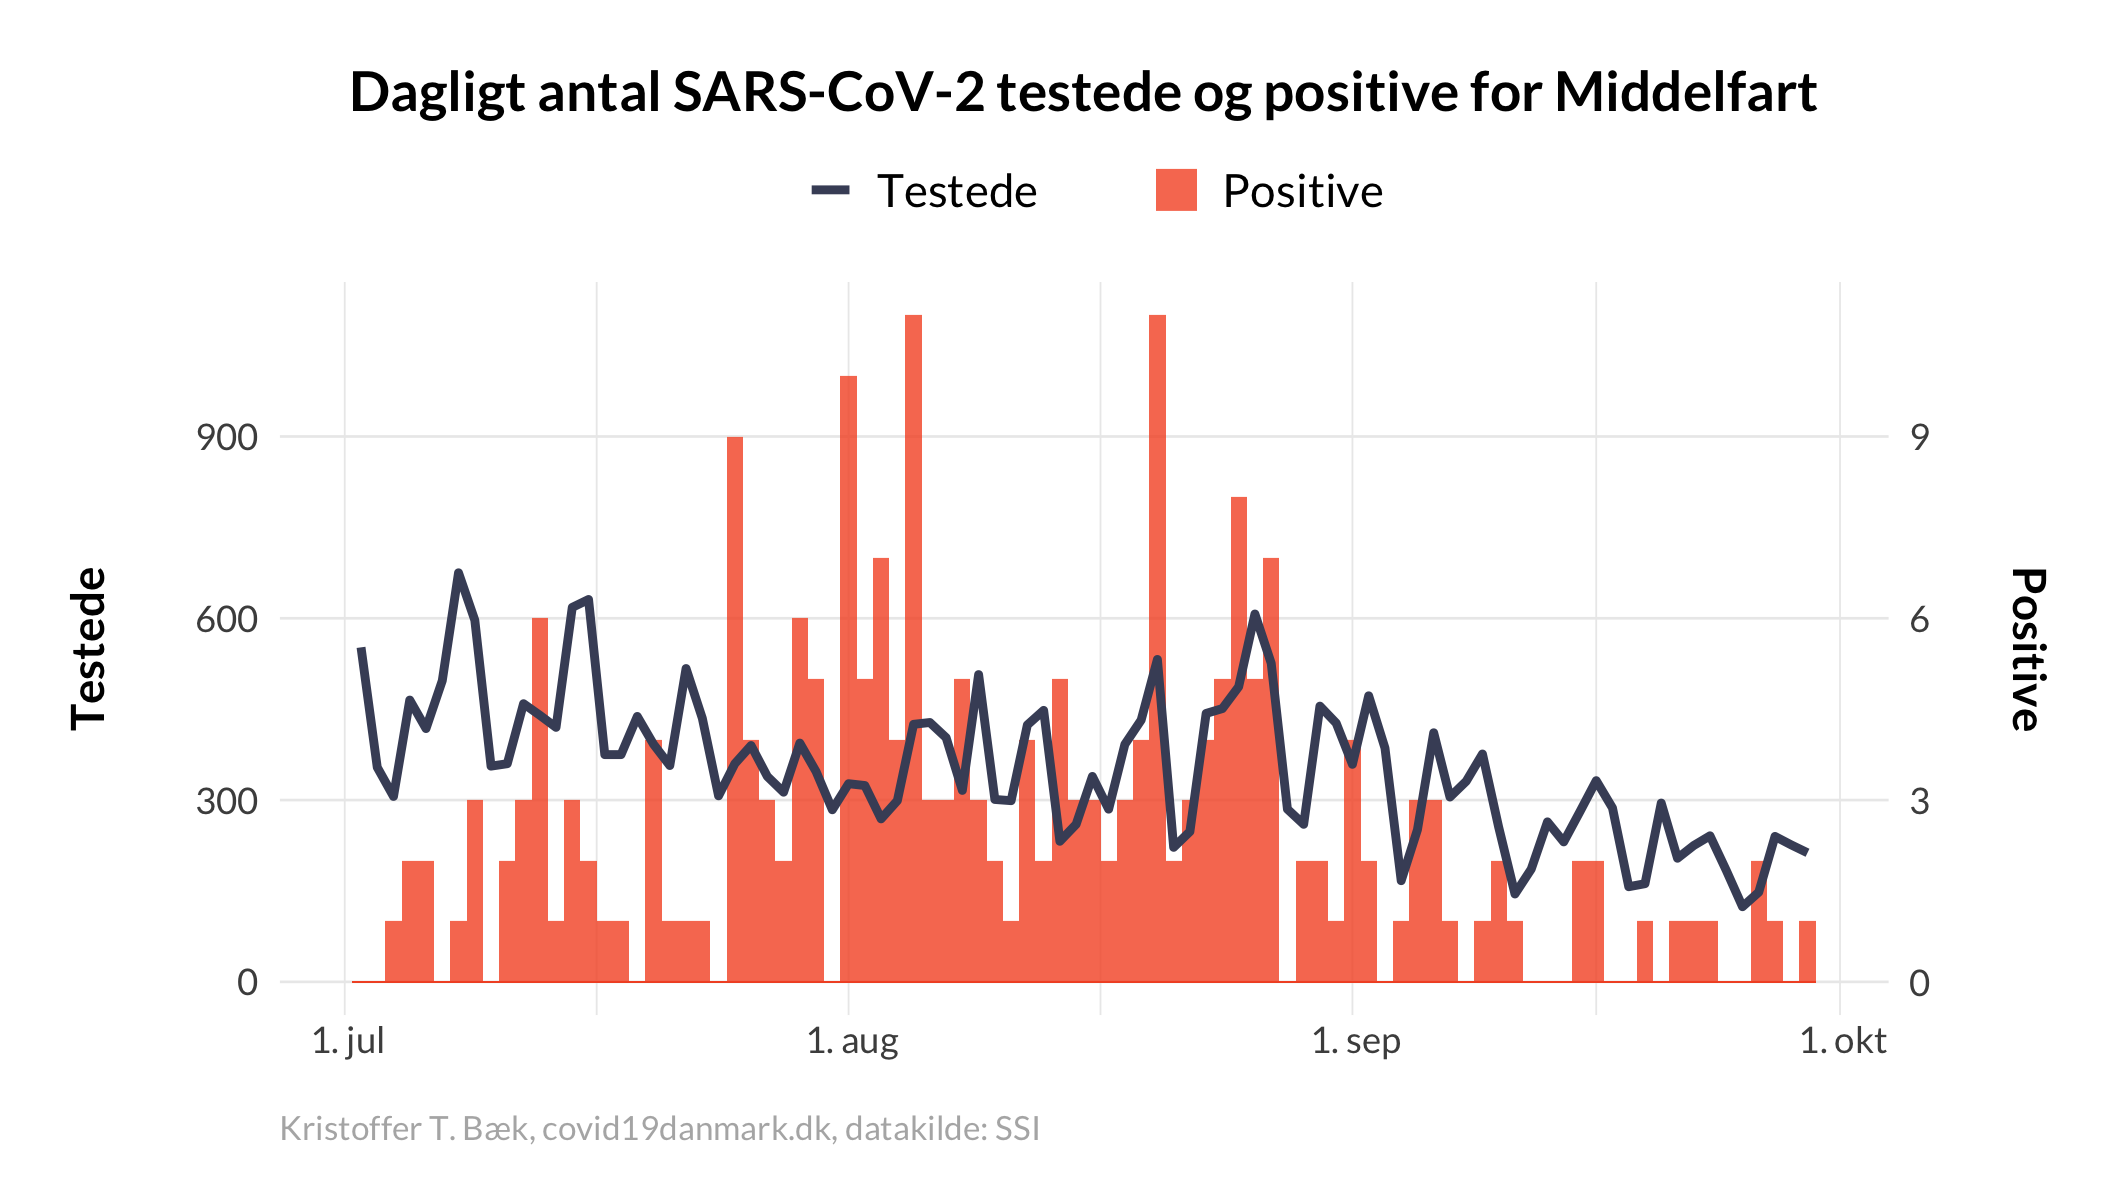 Dagligt antal SARS-CoV-2 testede og positive for Middelfart
Testede Positive
Testede
Positive
900 9
600 6
300 3
0 0
1. jul 1. aug 1. sep 1. okt
Kristoffer T. Bæk, covid19danmark.dk, datakilde: SSI